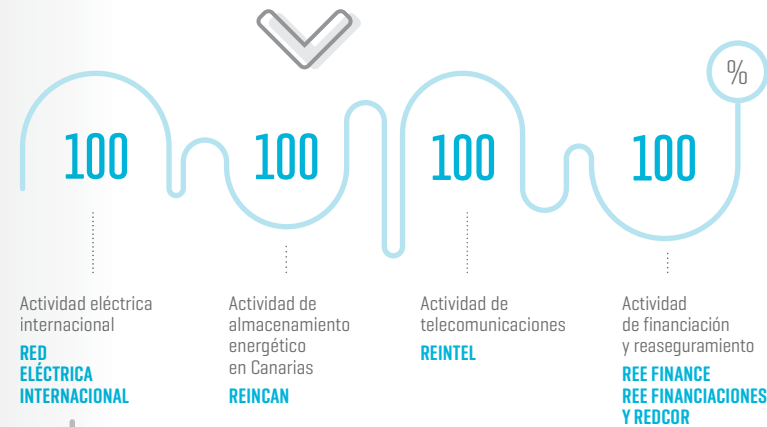 %
100
100
100
100
Actividad eléctrica
internacional
RED
ELÉCTRICA
INTERNACIONAL
Actividad de
almacenamiento
energético
en Canarias
REINCAN
Actividad de
telecomunicaciones
REINTEL
Actividad
de financiación
y reaseguramiento
REE FINANCE
REE FINANCIACIONES
Y REDCOR